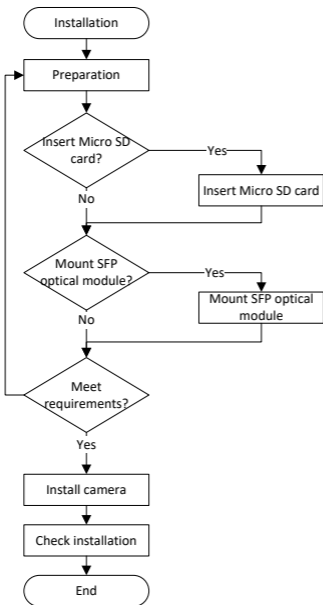 Installation
Preparation
Insert Micro SD
card?
Yes
Insert Micro SD card
No
Mount SFP
optical module?
Yes
Mount SFP optical
module
No
Meet
requirements?
Yes
Install camera
Check installation
End